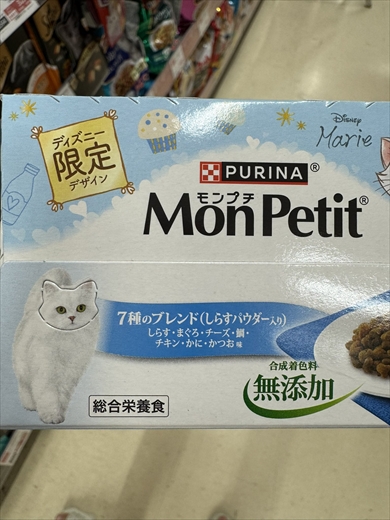 ディズニー
限定
デザイン
Disney
Marie
PURINA®
モンプチ
MonPetit®
7種のブレンド(しらすパウダー入り)
しらす・まぐろ・チーズ・鯛・
チキン・かに・かつお味
合成着色料
無添加
総合栄養食